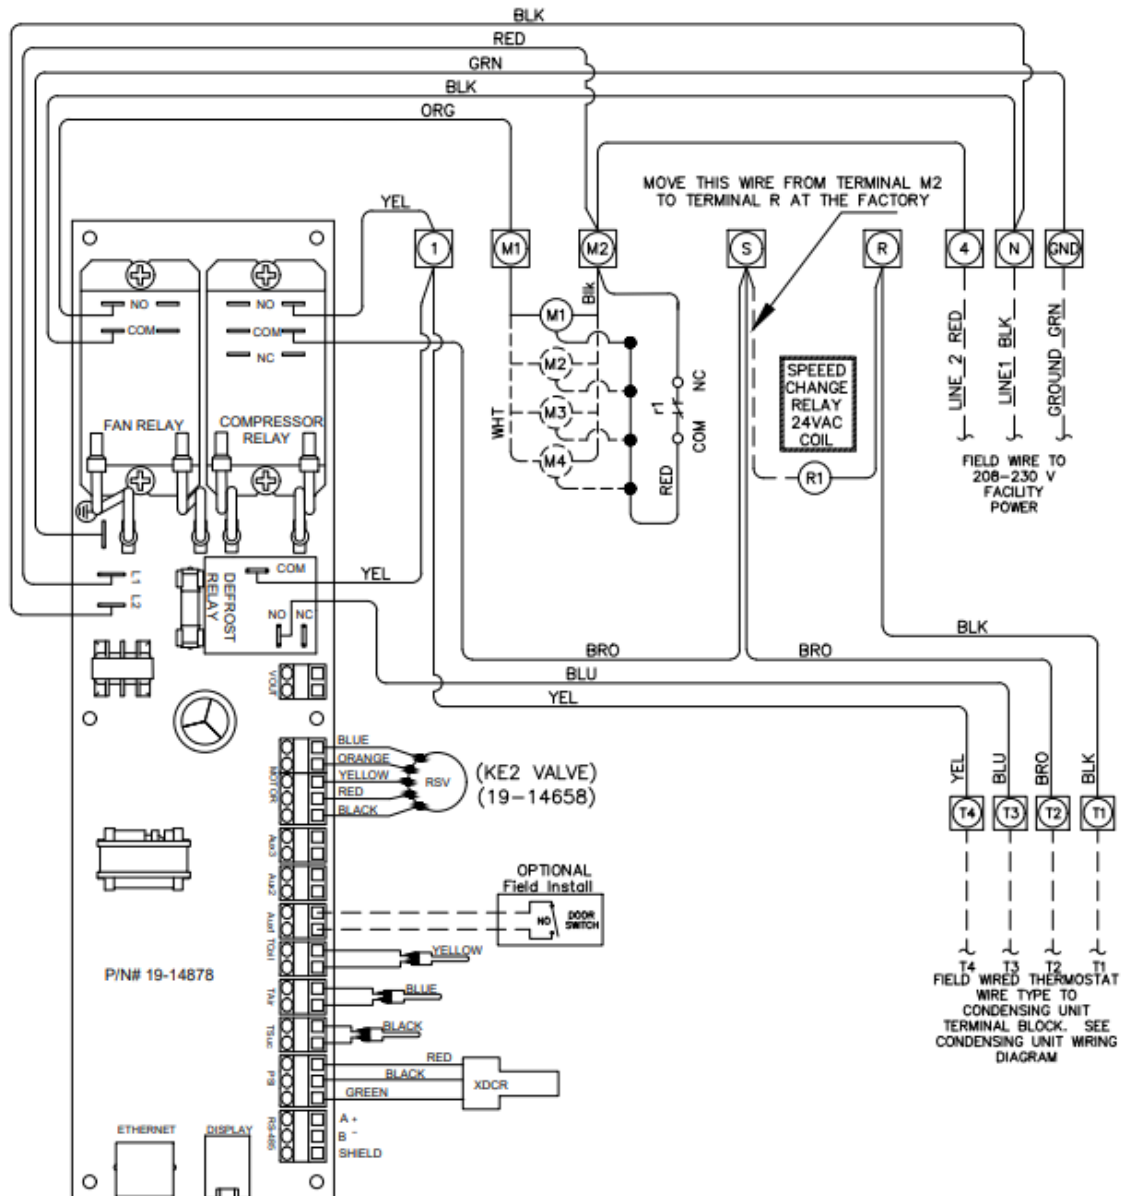 BLK
RED
GRN
BLK
ORG
MOVE THIS WIRE FROM TERMINAL M2
TO TERMINAL R AT THE FACTORY
YEL
1
M1
M2
S
R
4
N
GND
NO
COM
NO
COM
NC
FAN RELAY
COMPRESSOR
RELAY
Blk
M1
M2
M3
M4
WHT
r1
NC
COM
RED
SPEEED
CHANGE
RELAY
24VAC
COIL
R1
LINE 2 RED
LINE1 BLK
GROUND GRN
FIELD WIRE TO
208-230 V
FACILITY
POWER
L1
L2
DEFROST
RELAY
COM
NO
NC
YEL
BRO
BLU
YEL
BRO
BLK
VOUT
BLUE
ORANGE
YELLOW
RED
BLACK
MOTOR
RSV
(KE2 VALVE)
(19-14658)
YEL
BLU
BRO
BLK
T4
T3
T2
T1
Aux3
Aux2
Aux1
OPTIONAL
Field Install
NO
DOOR
SWITCH
TCoil
YELLOW
P/N# 19-14878
TAir
BLUE
TSuc
BLACK
PSI
RED
BLACK
GREEN
XDCR
T4
T3
T2
T1
FIELD WIRED THERMOSTAT
WIRE TYPE TO
CONDENSING UNIT
TERMINAL BLOCK. SEE
CONDENSING UNIT WIRING
DIAGRAM
RS-485
A +
B -
SHIELD
ETHERNET
DISPLAY